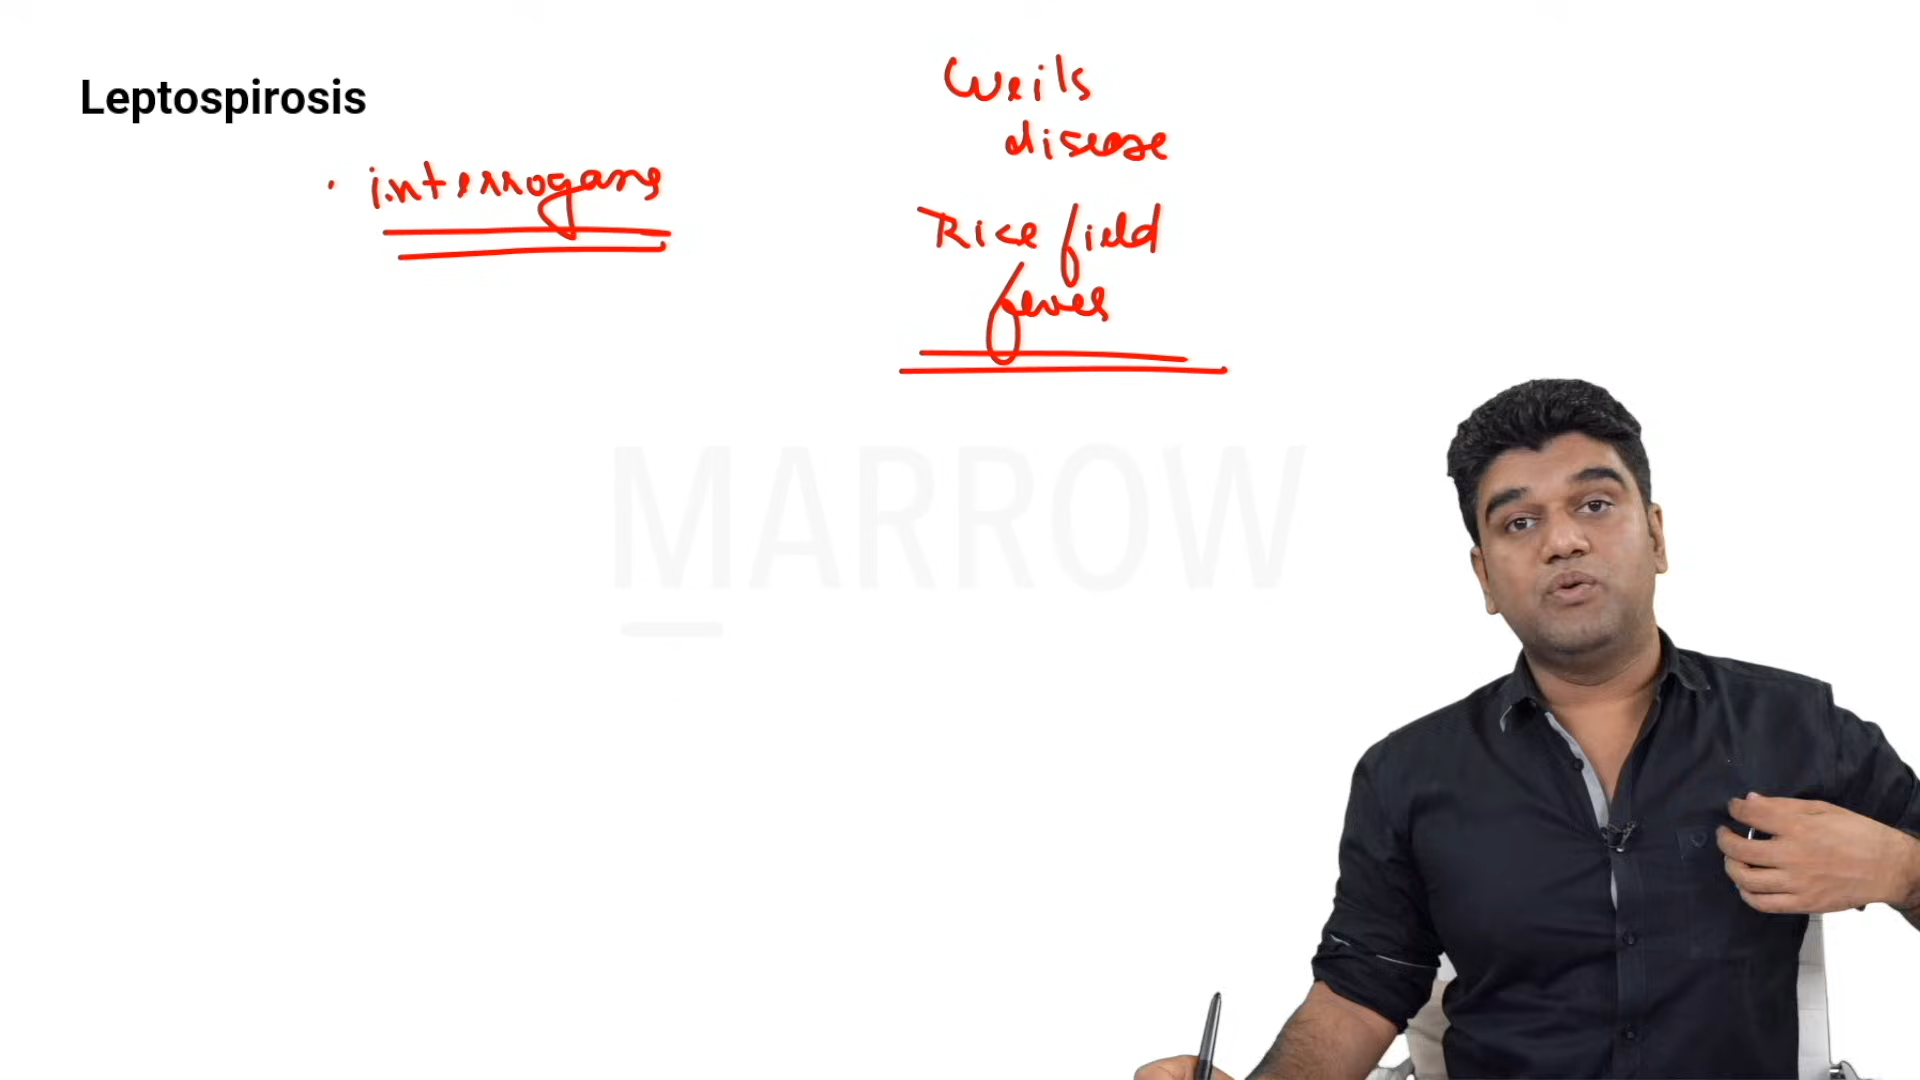 Leptospirosis
. interrogans
Weils
disease
Rice field
fever
MARROW